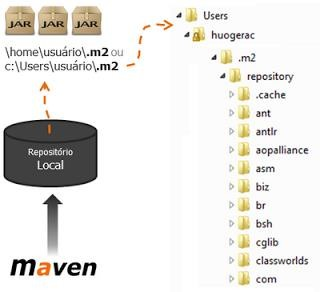 JAR JAR JAR
\home\usuário\.m2 ou
c:\Users\usuário\.m2
Repositório
Local
maven
Users
huogerac
.m2
repository
.cache
ant
antlr
aopalliance
asm
biz
br
bsh
cglib
classworlds
com